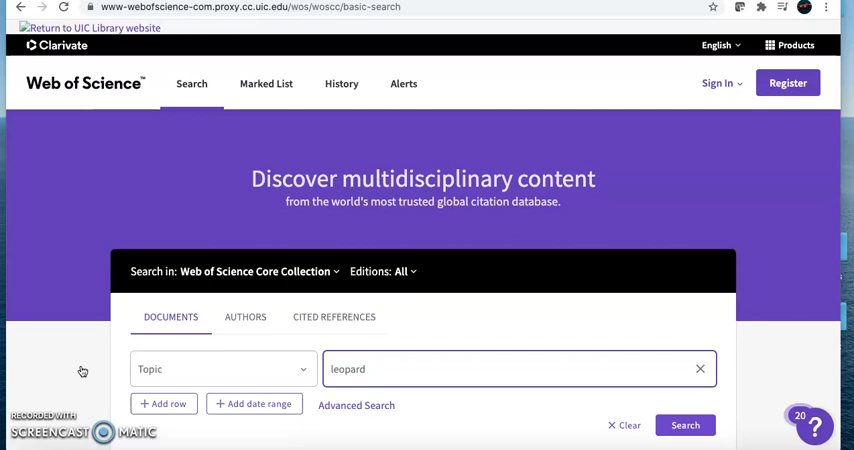 www-webofscience-com.proxy.cc.uic.edu/wos/woscc/basic-search
Return to UIC Library website
Clarivate
English
Products
Web of Science™
Search
Marked List
History
Alerts
Sign In
Register
Discover multidisciplinary content
from the world's most trusted global citation database.
Search in: Web of Science Core Collection
Editions: All
DOCUMENTS
AUTHORS
CITED REFERENCES
Topic
leopard
+ Add row
+ Add date range
Advanced Search
× Clear
Search
20
?
RECORDED WITH
SCREENCAST MATIC